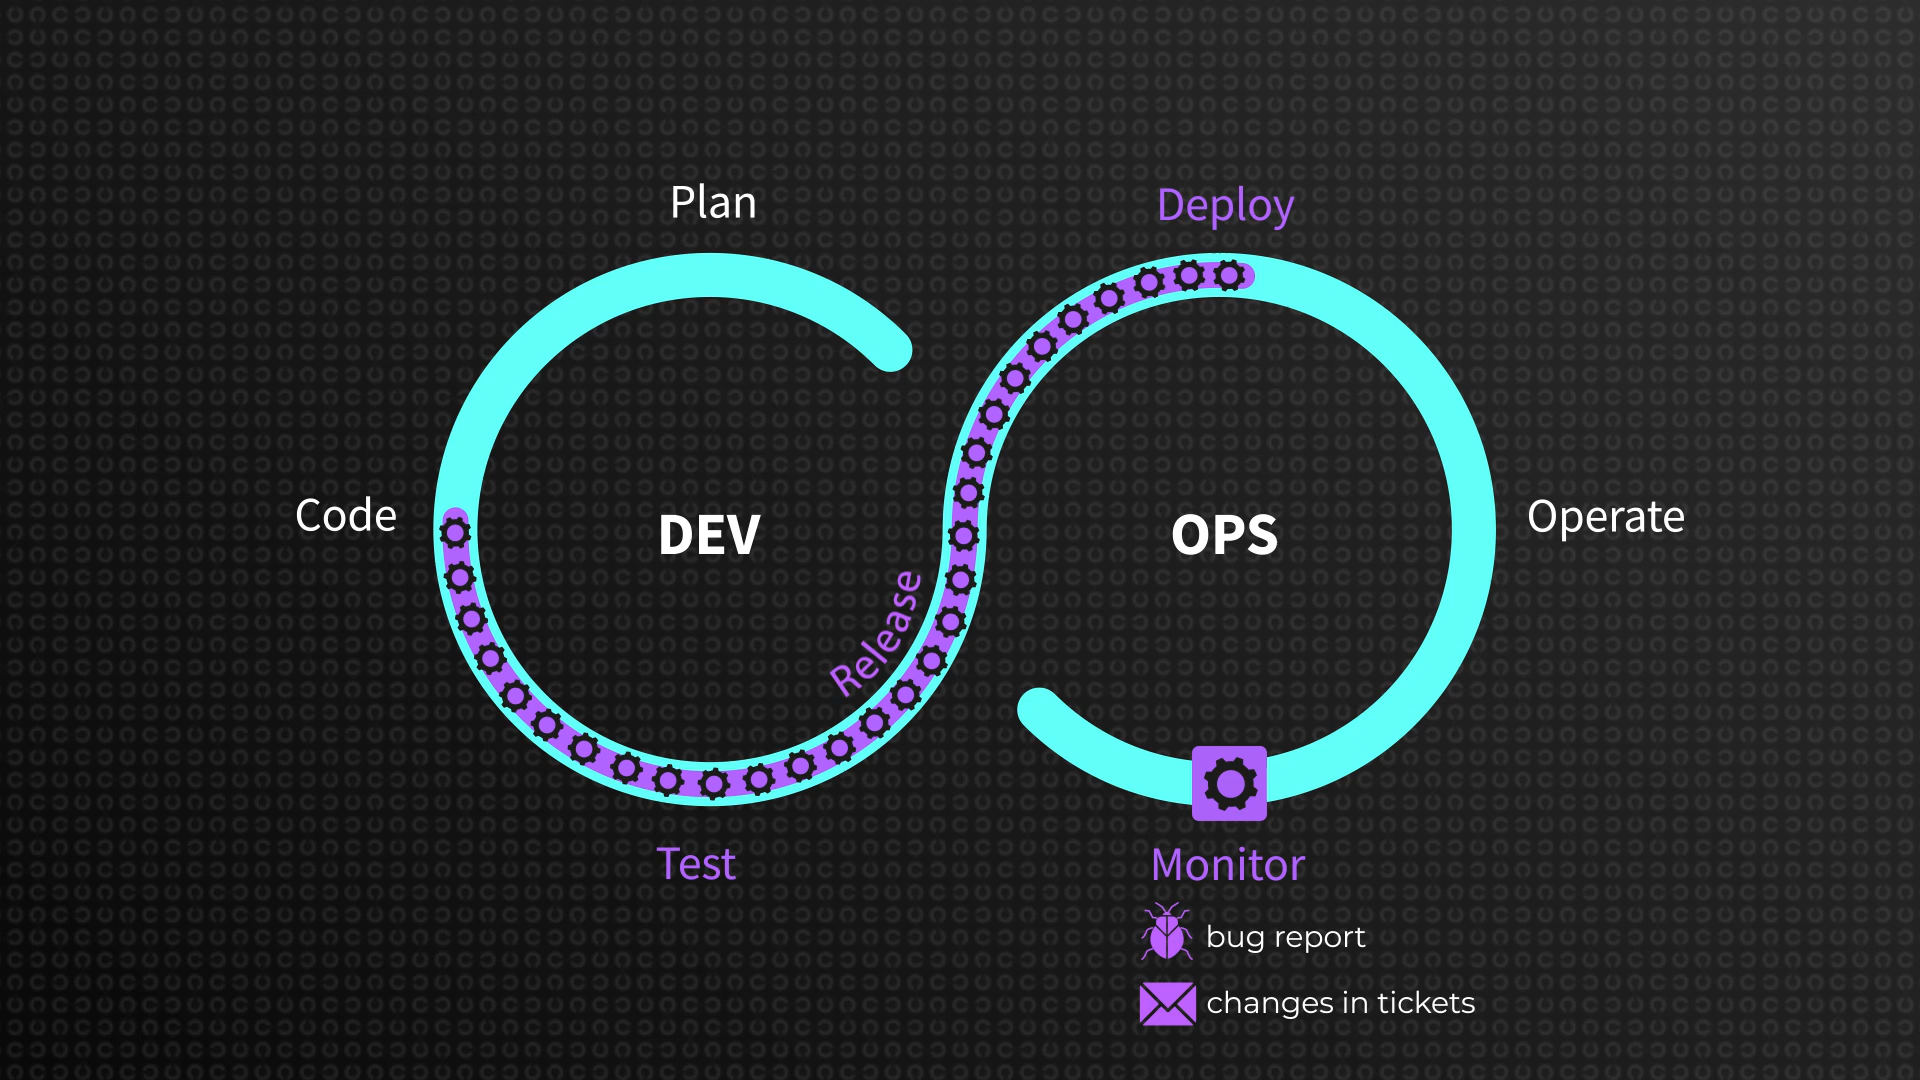 Plan
Deploy
Code
DEV
OPS
Operate
Release
Test
Monitor
bug report
changes in tickets